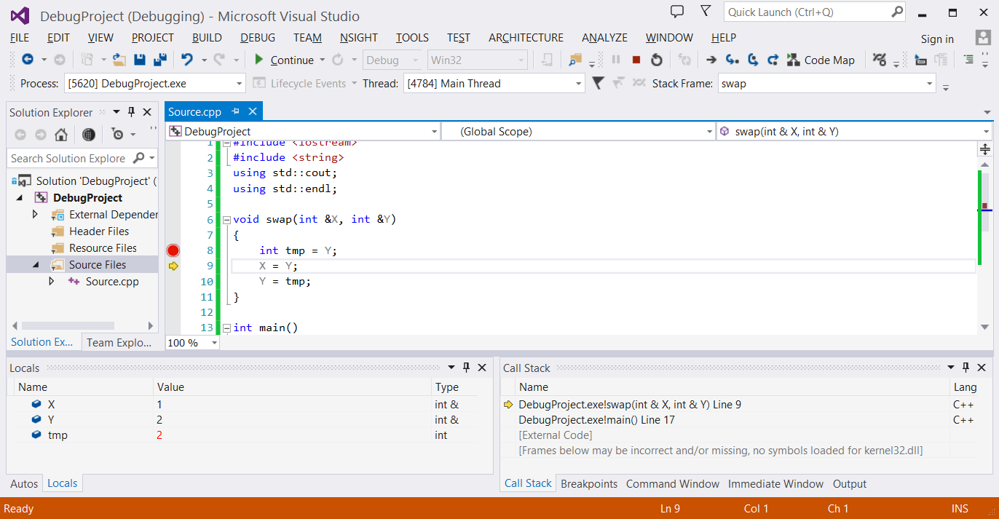 DebugProject (Debugging) - Microsoft Visual Studio
Quick Launch (Ctrl+Q)
FILE EDIT VIEW PROJECT BUILD DEBUG TEAM NSIGHT TOOLS TEST ARCHITECTURE ANALYZE WINDOW HELP
Sign in
Continue Debug Win32 Code Map
Process: [5620] DebugProject.exe Lifecycle Events Thread: [4784] Main Thread Stack Frame: swap
Solution Explorer
Search Solution Explore
Solution 'DebugProject' (
DebugProject
External Depender
Header Files
Resource Files
Source Files
Source.cpp
Solution Ex... Team Explo...
Source.cpp
DebugProject (Global Scope) swap(int & X, int & Y)
1 #include <iostream>
2 #include <string>
3 using std::cout;
4 using std::endl;
5
6 void swap(int &X, int &Y)
7 {
8 int tmp = Y;
9 X = Y;
10 Y = tmp;
11 }
12
13 int main()
100 %
Locals
Name Value Type
X 1 int &
Y 2 int &
tmp 2 int
Autos Locals
Call Stack
Name Lang
DebugProject.exe!swap(int & X, int & Y) Line 9 C++
DebugProject.exe!main() Line 17 C++
[External Code]
[Frames below may be incorrect and/or missing, no symbols loaded for kernel32.dll]
Call Stack Breakpoints Command Window Immediate Window Output
Ready Ln 9 Col 1 Ch 1 INS